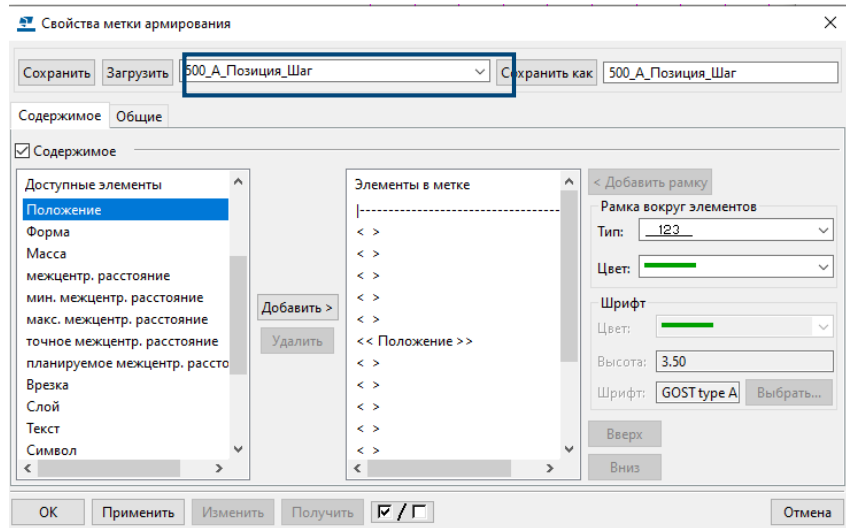 Свойства метки армирования
Сохранить Загрузить 500_А_Позиция_Шаг Сохранить как 500_А_Позиция_Шаг
Содержимое Общие
Содержимое
Доступные элементы
Положение
Форма
Масса
межцентр. расстояние
мин. межцентр. расстояние
макс. межцентр. расстояние
точное межцентр. расстояние
планируемое межцентр. рассто
Врезка
Слой
Текст
Символ
Добавить >
Удалить
Элементы в метке
|-----------------------------------
< >
< >
< >
< >
< >
<< Положение >>
< >
< >
< >
< >
< Добавить рамку
Рамка вокруг элементов
Тип: __123__
Цвет:
Шрифт
Цвет:
Высота: 3.50
Шрифт: GOST type A Выбрать...
Вверх
Вниз
ОК Применить Изменить Получить / Отмена